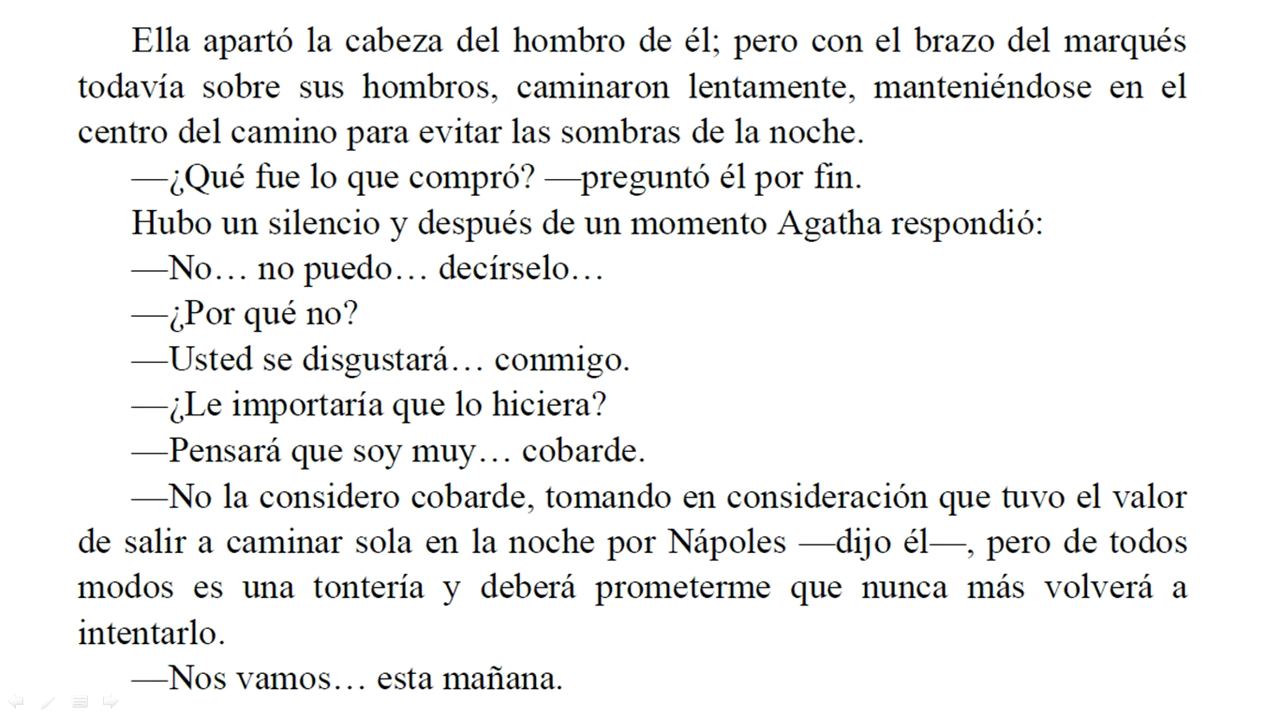 Ella apartó la cabeza del hombro de él; pero con el brazo del marqués
todavía sobre sus hombros, caminaron lentamente, manteniéndose en el
centro del camino para evitar las sombras de la noche.
—¿Qué fue lo que compró? —preguntó él por fin.
Hubo un silencio y después de un momento Agatha respondió:
—No… no puedo… decírselo…
—¿Por qué no?
—Usted se disgustará… conmigo.
—¿Le importaría que lo hiciera?
—Pensará que soy muy… cobarde.
—No la considero cobarde, tomando en consideración que tuvo el valor
de salir a caminar sola en la noche por Nápoles —dijo él—, pero de todos
modos es una tontería y deberá prometerme que nunca más volverá a
intentarlo.
—Nos vamos… esta mañana.